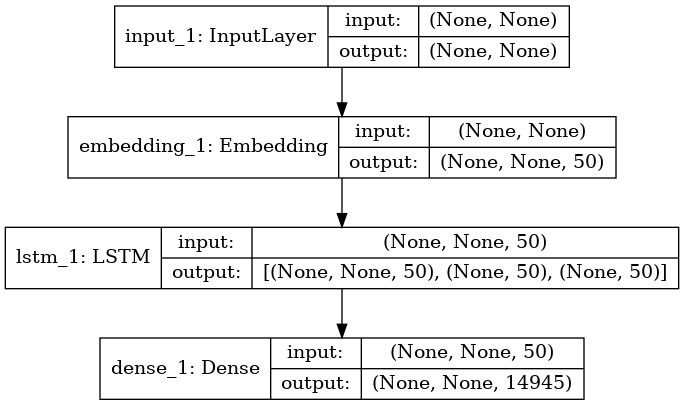 input_1: InputLayer input: (None, None)
output: (None, None)
embedding_1: Embedding input: (None, None)
output: (None, None, 50)
lstm_1: LSTM input: (None, None, 50)
output: [(None, None, 50), (None, 50), (None, 50)]
dense_1: Dense input: (None, None, 50)
output: (None, None, 14945)